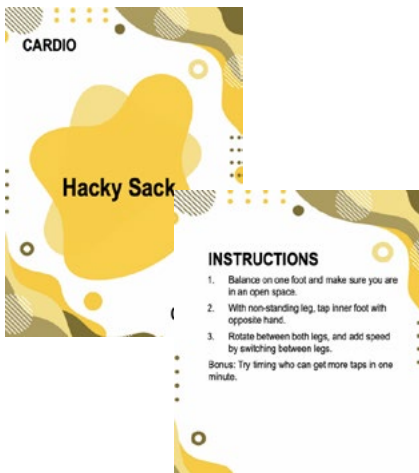 CARDIO
Hacky Sack
INSTRUCTIONS
1. Balance on one foot and make sure you are
in an open space.
2. With non-standing leg, tap inner foot with
opposite hand.
3. Rotate between both legs, and add speed
by switching between legs.
Bonus: Try timing who can get more taps in one
minute.